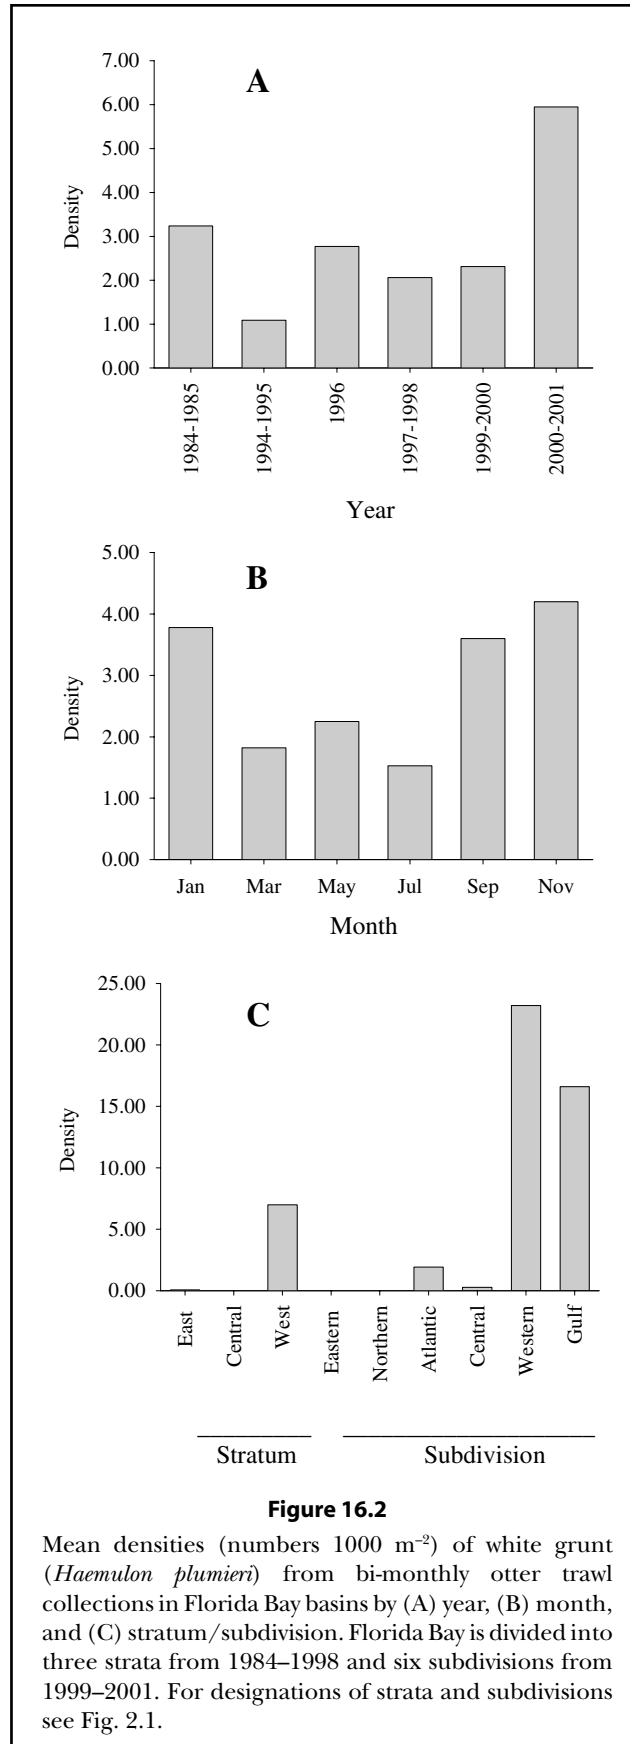 7.00
A
6.00
5.00
4.00
3.00
2.00
1.00
0.00
Density
1984-1985
1994-1995
1996
1997-1998
1999-2000
2000-2001
Year
5.00
B
4.00
3.00
2.00
1.00
0.00
Density
Jan Mar May Jul Sep Nov
Month
25.00
C
20.00
15.00
10.00
5.00
0.00
Density
East
Central
West
Eastern
Northern
Atlantic
Central
Western
Gulf
Stratum Subdivision
Figure 16.2
Mean densities (numbers 1000 m⁻²) of white grunt
(Haemulon plumieri) from bi-monthly otter trawl
collections in Florida Bay basins by (A) year, (B) month,
and (C) stratum/subdivision. Florida Bay is divided into
three strata from 1984–1998 and six subdivisions from
1999–2001. For designations of strata and subdivisions
see Fig. 2.1.